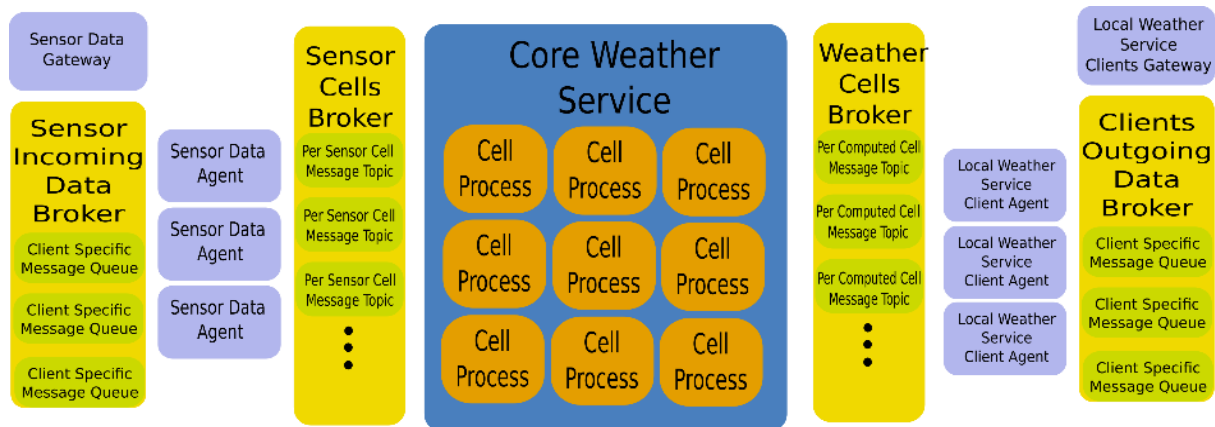 Sensor Data
Gateway
Sensor
Incoming
Data
Broker
Client Specific
Message Queue
Client Specific
Message Queue
Client Specific
Message Queue
Sensor Data
Agent
Sensor Data
Agent
Sensor Data
Agent
Sensor
Cells
Broker
Per Sensor Cell
Message Topic
Per Sensor Cell
Message Topic
Per Sensor Cell
Message Topic
Core Weather
Service
Cell
Process
Cell
Process
Cell
Process
Cell
Process
Cell
Process
Cell
Process
Cell
Process
Cell
Process
Cell
Process
Weather
Cells
Broker
Per Computed Cell
Message Topic
Per Computed Cell
Message Topic
Per Computed Cell
Message Topic
Local Weather
Service
Client Agent
Local Weather
Service
Client Agent
Local Weather
Service
Client Agent
Local Weather
Service
Clients Gateway
Clients
Outgoing
Data
Broker
Client Specific
Message Queue
Client Specific
Message Queue
Client Specific
Message Queue